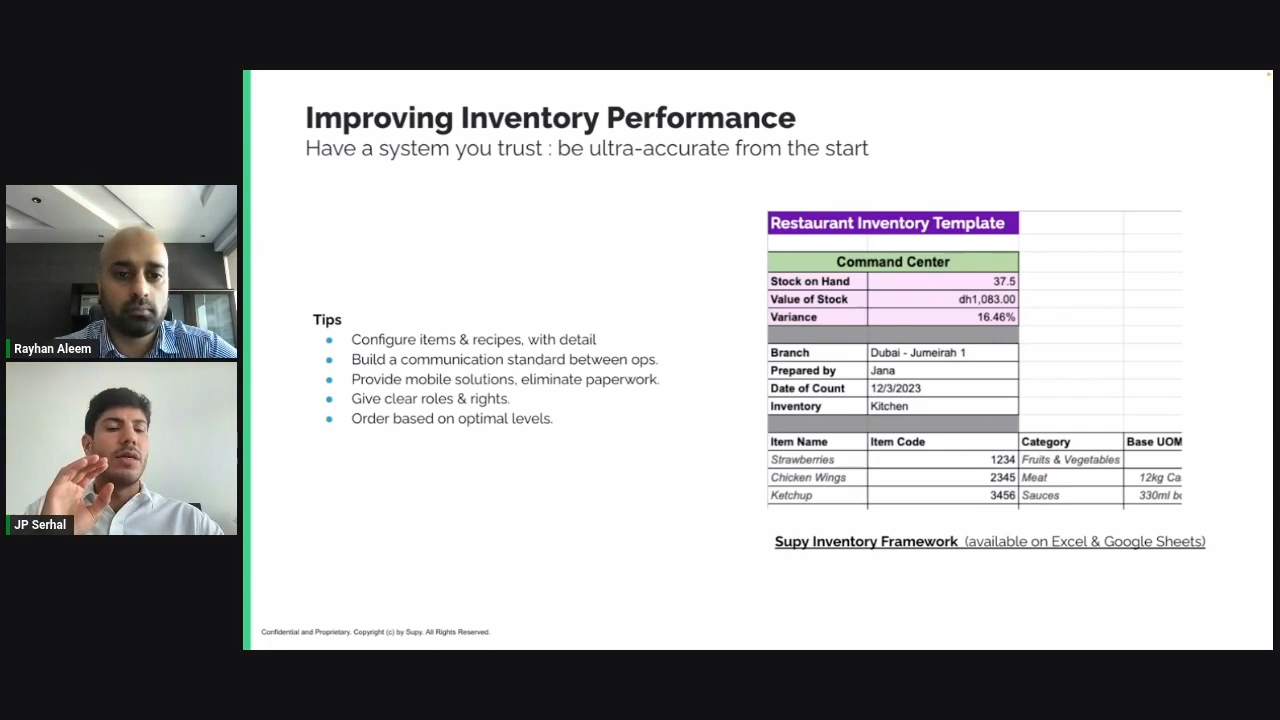 Improving Inventory Performance
Have a system you trust : be ultra-accurate from the start
Tips
Configure items & recipes, with detail
Build a communication standard between ops.
Provide mobile solutions, eliminate paperwork.
Give clear roles & rights.
Order based on optimal levels.
Restaurant Inventory Template
Command Center
Stock on Hand 37.5
Value of Stock dh1,083.00
Variance 16.46%
Branch Dubai - Jumeirah 1
Prepared by Jana
Date of Count 12/3/2023
Inventory Kitchen
Item Name Item Code Category Base UOM
Strawberries 1234 Fruits & Vegetables
Chicken Wings 2345 Meat 12kg Ca
Ketchup 3456 Sauces 330ml
Supy Inventory Framework (available on Excel & Google Sheets)
Confidential and Proprietary. Copyright (c) by Supy. All Rights Reserved.
Rayhan Aleem
JP Serhal